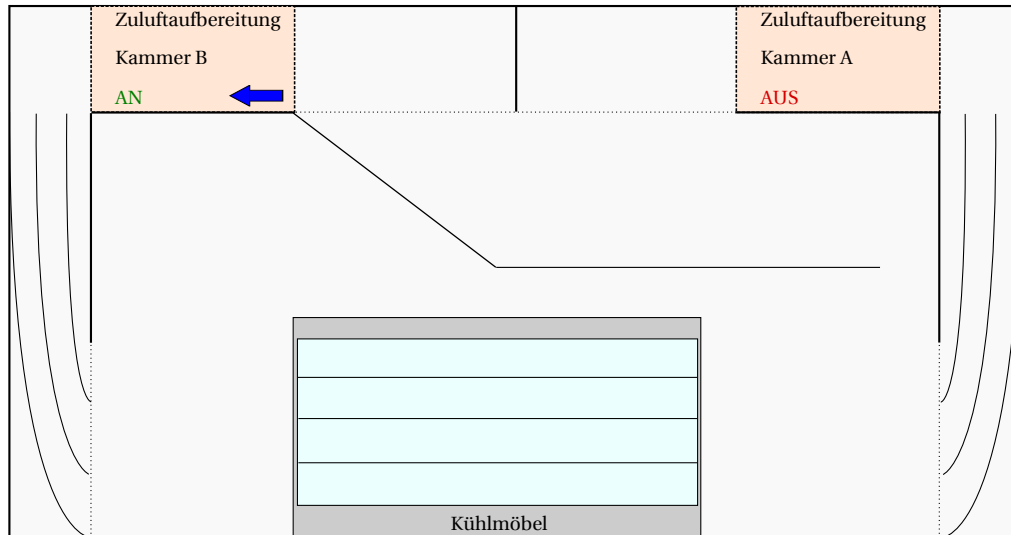 Zuluftaufbereitung
Kammer B
AN
Zuluftaufbereitung
Kammer A
AUS
Kühlmöbel